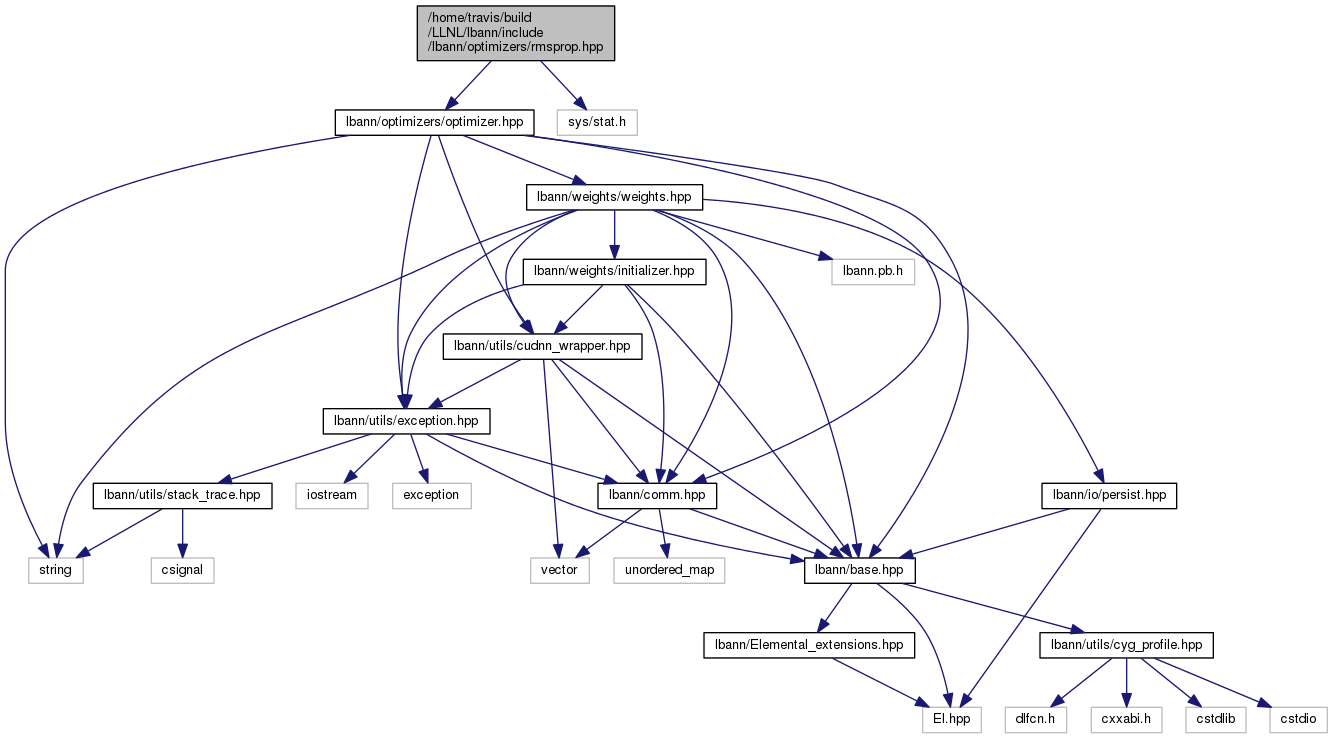 /home/travis/build
/LLNL/lbann/include
/lbann/optimizers/rmsprop.hpp
lbann/optimizers/optimizer.hpp
sys/stat.h
lbann/weights/weights.hpp
lbann/weights/initializer.hpp
lbann.pb.h
lbann/utils/cudnn_wrapper.hpp
lbann/utils/exception.hpp
lbann/utils/stack_trace.hpp
iostream
exception
lbann/comm.hpp
lbann/io/persist.hpp
string
csignal
vector
unordered_map
lbann/base.hpp
lbann/Elemental_extensions.hpp
lbann/utils/cyg_profile.hpp
El.hpp
dlfcn.h
cxxabi.h
cstdlib
cstdio